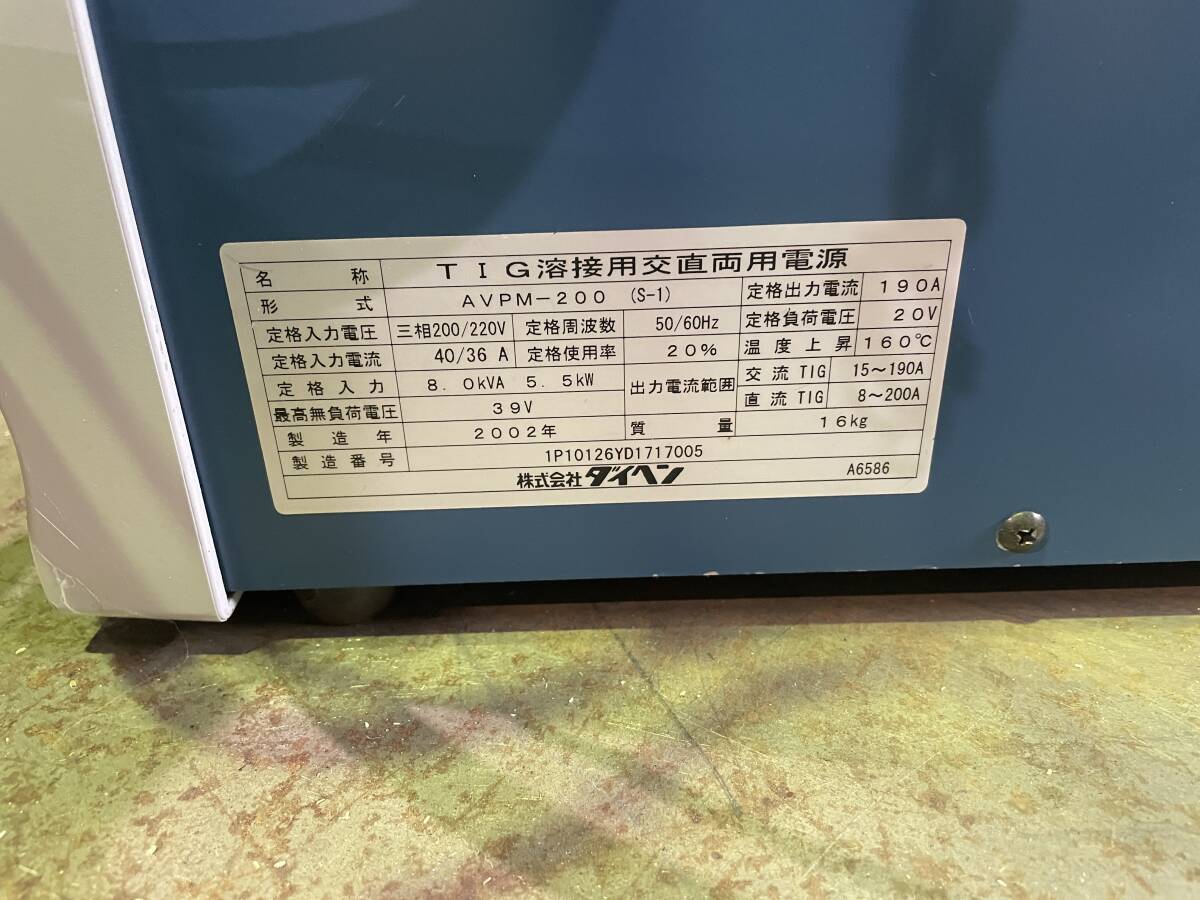 名称 TIG溶接用交直両用電源
形式 AVPM-200 (S-1) 定格出力電流 190A
定格入力電圧 三相200/220V 定格周波数 50/60Hz 定格負荷電圧 20V
定格入力電流 40/36 A 定格使用率 20% 温度上昇 160℃
定格入力 8.0kVA 5.5kW 出力電流範囲 交流TIG 15～190A
最高無負荷電圧 39V 直流TIG 8～200A
製造年 2002年 質量 16kg
製造番号 1P10126YD1717005
株式会社ダイヘン A6586